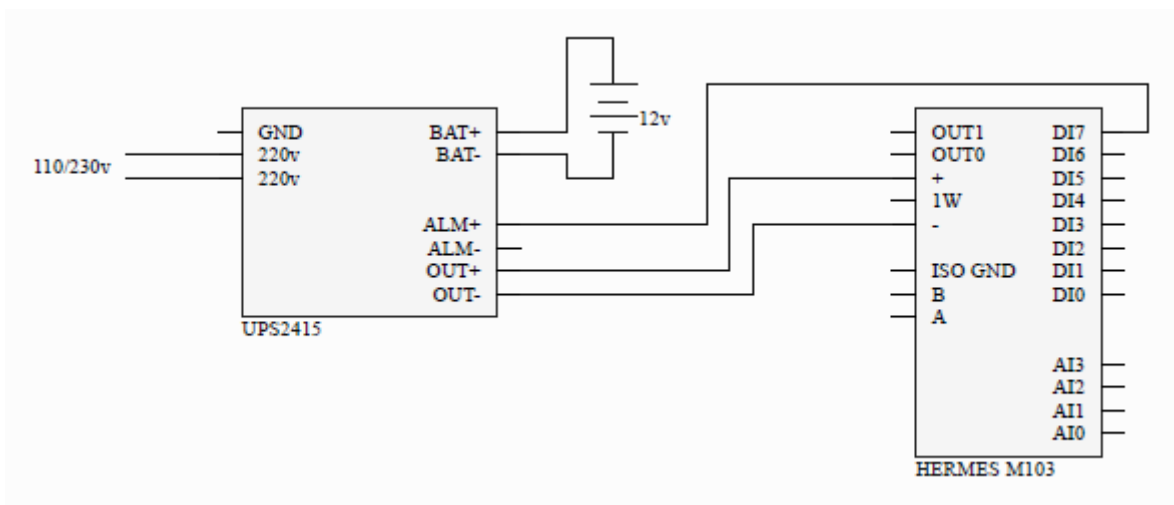 110/230v
GND
220v
220v
BAT+
BAT-
ALM+
ALM-
OUT+
OUT-
UPS2415
12v
OUT1
OUT0
+
1W
-
ISO GND
B
A
DI7
DI6
DI5
DI4
DI3
DI2
DI1
DI0
AI3
AI2
AI1
AI0
HERMES M103